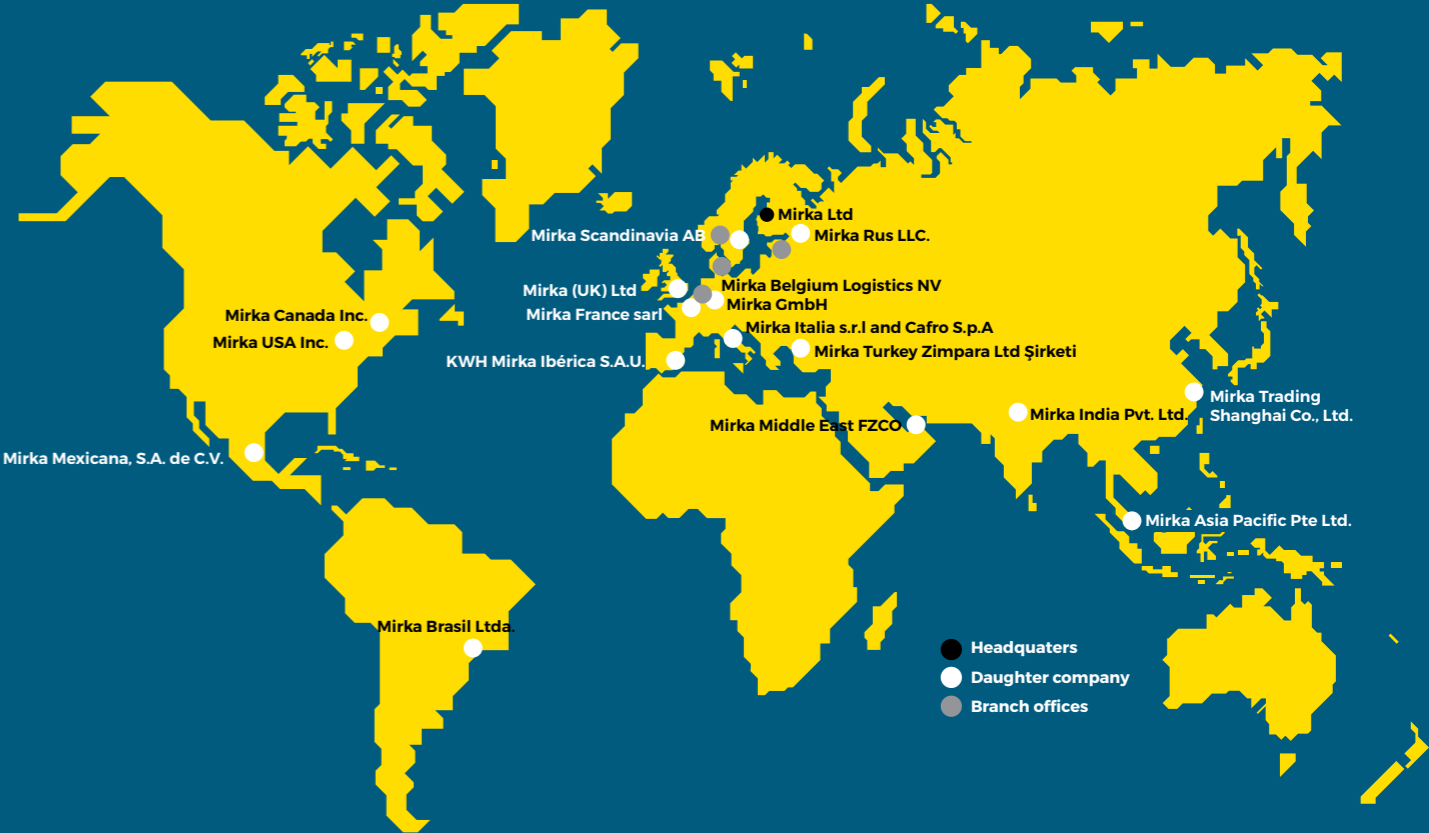 Mirka Ltd
Mirka Scandinavia AB
Mirka Rus LLC.
Mirka Belgium Logistics NV
Mirka (UK) Ltd
Mirka GmbH
Mirka France sarl
Mirka Canada Inc.
Mirka Italia s.r.l and Cafro S.p.A
Mirka USA Inc.
Mirka Turkey Zimpara Ltd Şirketi
KWH Mirka Ibérica S.A.U.
Mirka Trading
Shanghai Co., Ltd.
Mirka India Pvt. Ltd.
Mirka Middle East FZCO
Mirka Mexicana, S.A. de C.V.
Mirka Asia Pacific Pte Ltd.
Mirka Brasil Ltda.
Headquaters
Daughter company
Branch offices